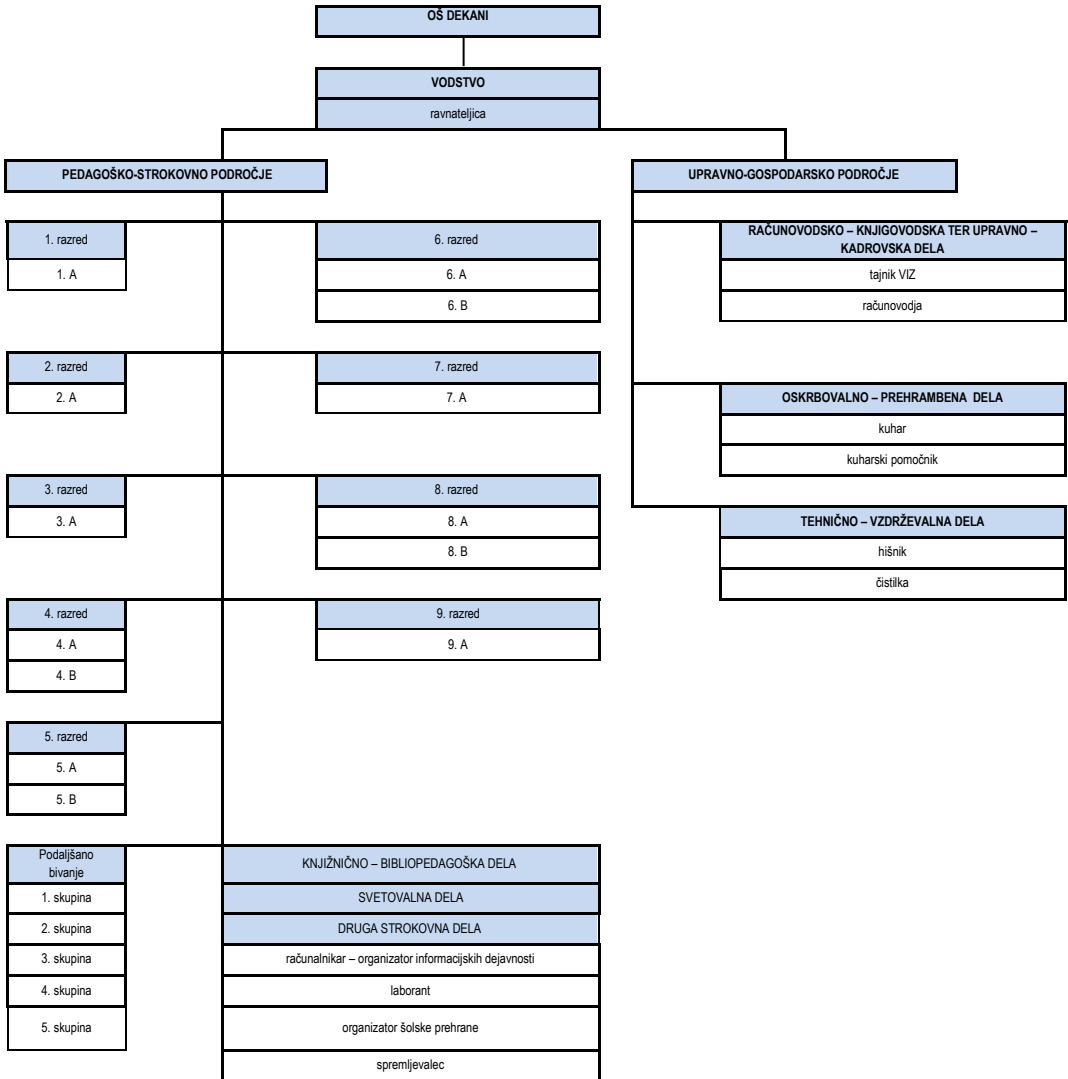 OŠ DEKANI
VODSTVO
ravnateljica
PEDAGOŠKO-STROKOVNO PODROČJE
UPRAVNO-GOSPODARSKO PODROČJE
1. razred
1. A
6. razred
6. A
6. B
RAČUNOVODSKO – KNJIGOVODSKA TER UPRAVNO –
KADROVSKA DELA
tajnik VIZ
računovodja
2. razred
2. A
7. razred
7. A
OSKRBOVALNO – PREHRAMBENA DELA
kuhar
kuharski pomočnik
3. razred
3. A
8. razred
8. A
8. B
TEHNIČNO – VZDRŽEVALNA DELA
hišnik
čistilka
4. razred
4. A
4. B
9. razred
9. A
5. razred
5. A
5. B
Podaljšano
bivanje
1. skupina
2. skupina
3. skupina
4. skupina
5. skupina
KNJIŽNIČNO – BIBLIOPEDAGOŠKA DELA
SVETOVALNA DELA
DRUGA STROKOVNA DELA
računalnikar – organizator informacijskih dejavnosti
laborant
organizator šolske prehrane
spremljevalec